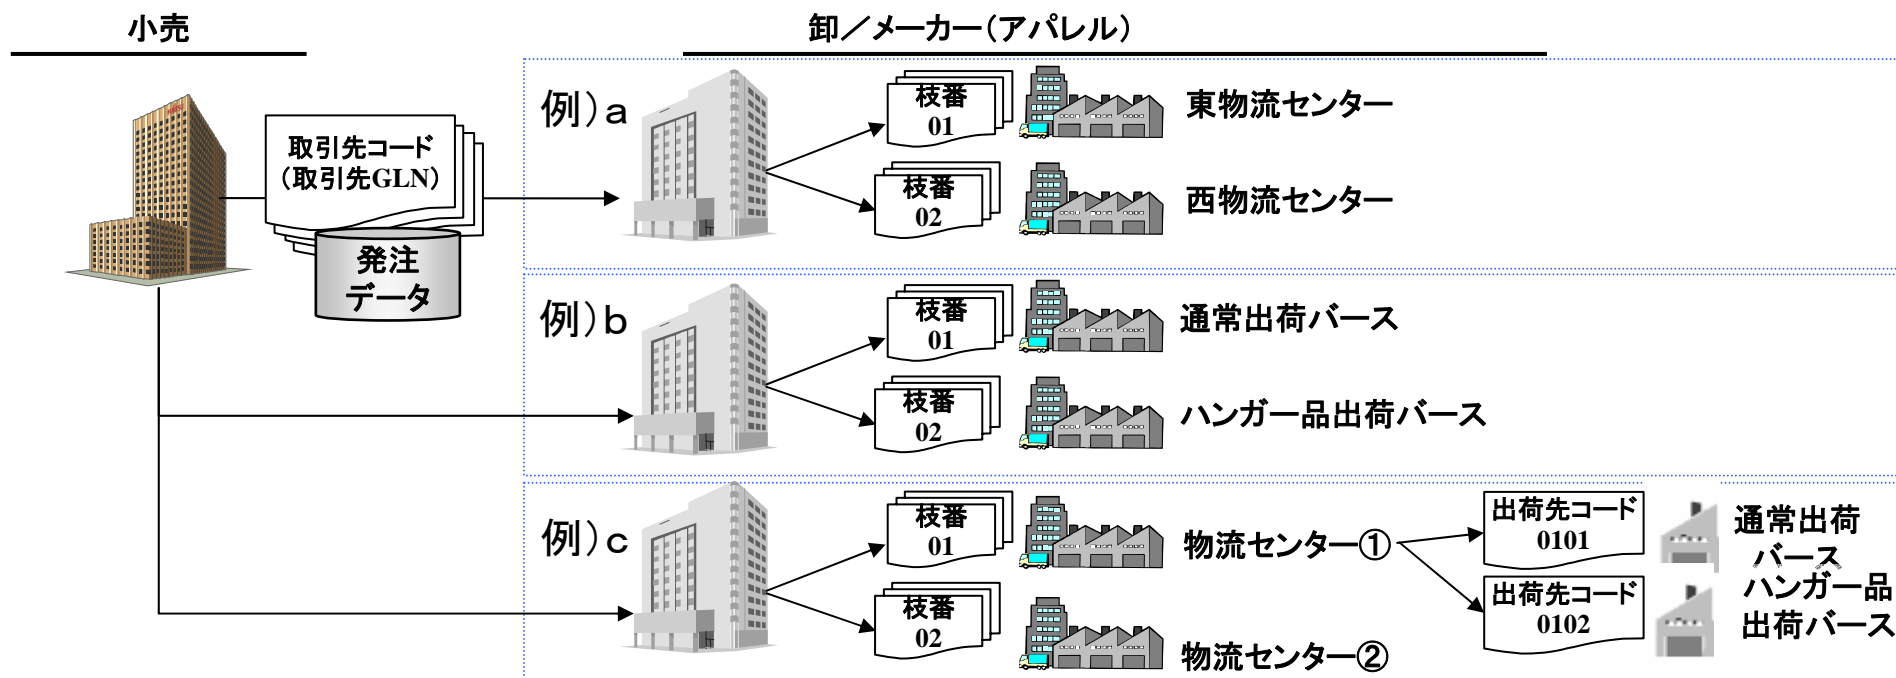 小売
卸／メーカー（アパレル）
取引先コード
（取引先GLN）
発注
データ
例）a
枝番
01
東物流センター
枝番
02
西物流センター
例）b
枝番
01
通常出荷バース
枝番
02
ハンガー品出荷バース
例）c
枝番
01
物流センター①
枝番
02
物流センター②
出荷先コード
0101
通常出荷
バース
出荷先コード
0102
ハンガー品
出荷バース